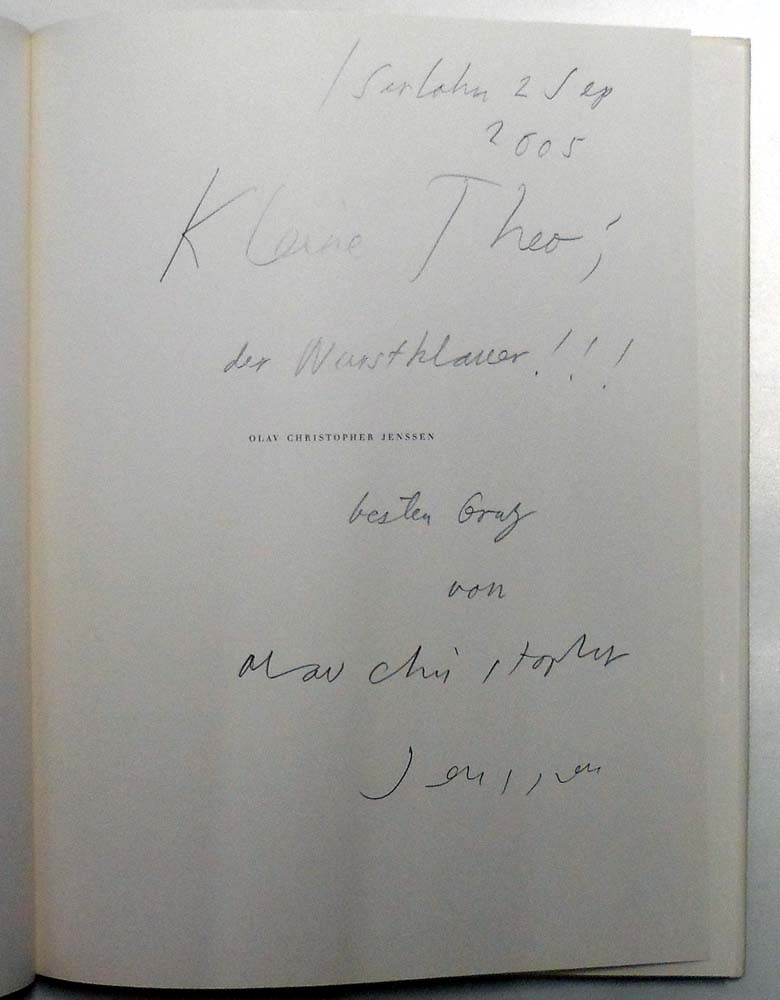 Iserlohn 2 Sep
2005
Kleine Theo;
der Wurstklauer!!!
OLAV CHRISTOPHER JENSSEN
besten Gruß
von
Olav Christopher
Jenssen